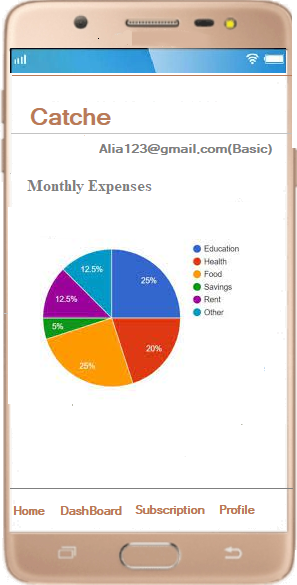 Catche
Alia123@gmail.com(Basic)
Monthly Expenses
Education
Health
Food
Savings
Rent
Other
12.5%
25%
12.5%
5%
20%
25%
Home DashBoard Subscription Profile